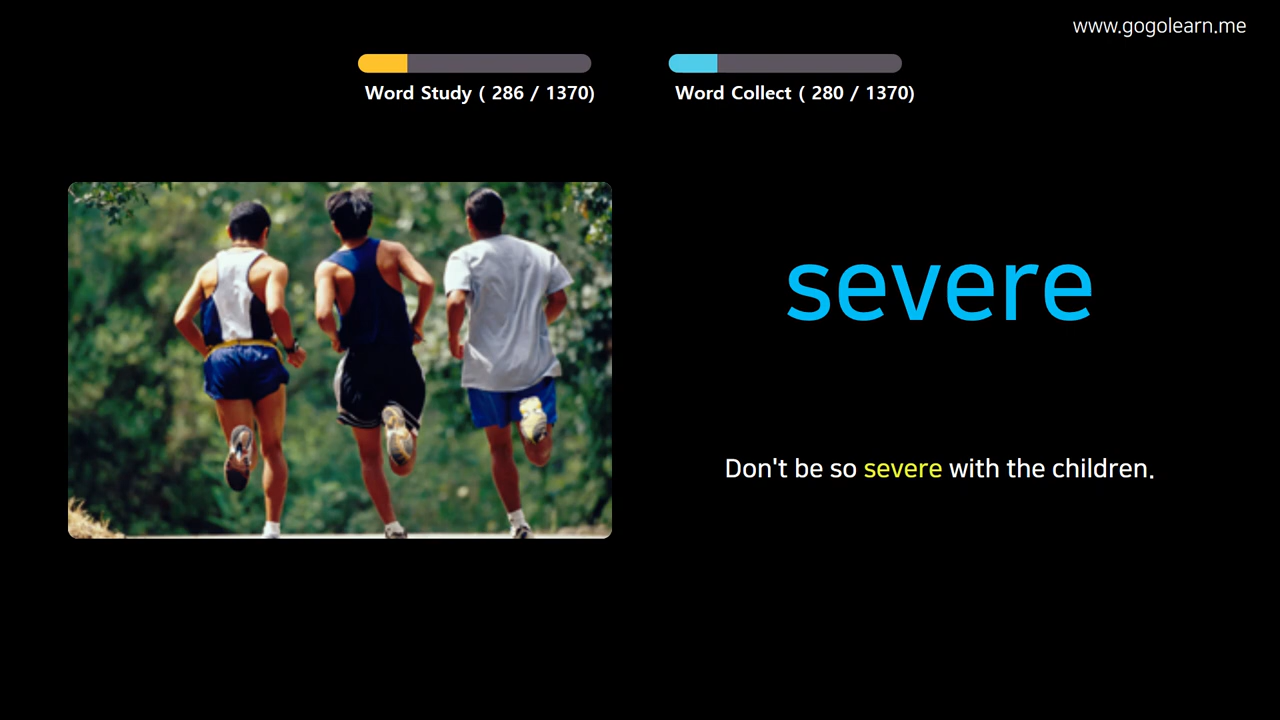 www.gogolearn.me
Word Study ( 286 / 1370)
Word Collect ( 280 / 1370)
severe
Don't be so severe with the children.